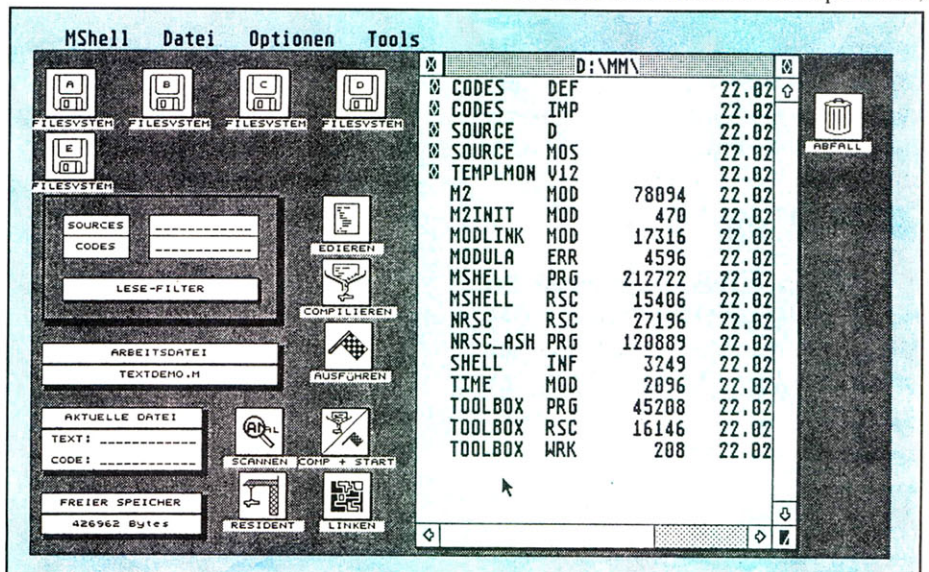 MShell Datei Optionen Tools
A B C D
FILESYSTEM FILESYSTEM FILESYSTEM FILESYSTEM
E
FILESYSTEM
SOURCES
CODES
LESE-FILTER
ARBEITSDATEI
TEXTDEMO.M
AKTUELLE DATEI
TEXT:
CODE:
FREIER SPEICHER
426962 Bytes
EDIEREN
COMPILIEREN
AUSFÜHREN
SCANNEN COMP + START
RESIDENT LINKEN
D:\MM\
CODES DEF 22.02
CODES IMP 22.02
SOURCE D 22.02
SOURCE MOS 22.02
TEMPLMON V12 22.02
M2 MOD 78094 22.02
M2INIT MOD 470 22.02
MODLINK MOD 17316 22.02
MODULA ERR 4596 22.02
MSHELL PRG 212722 22.02
MSHELL RSC 15406 22.02
NRSC RSC 27196 22.02
NRSC_ASH PRG 120889 22.02
SHELL INF 3249 22.02
TIME MOD 2096 22.02
TOOLBOX PRG 45208 22.02
TOOLBOX RSC 16146 22.02
TOOLBOX WRK 208 22.02
ABFALL